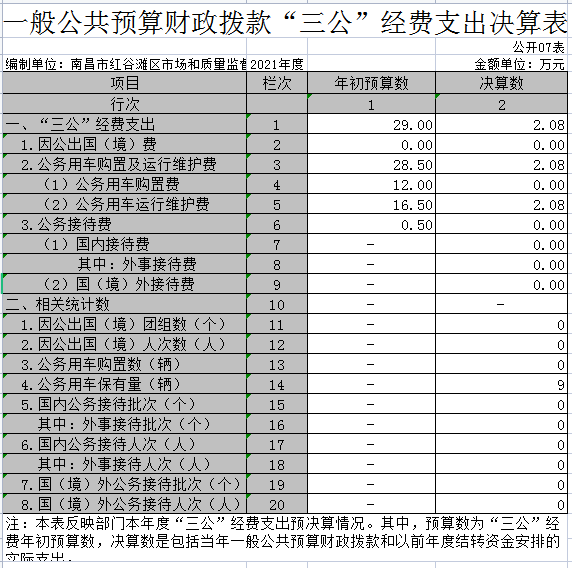 一般公共预算财政拨款“三公”经费支出决算表
公开07表
编制单位：南昌市红谷滩区市场和质量监督 2021年度 金额单位：万元
项目 栏次 年初预算数 决算数
行次 1 2
一、“三公”经费支出 1 29.00 2.08
1.因公出国（境）费 2 0.00 0.00
2.公务用车购置及运行维护费 3 28.50 2.08
（1）公务用车购置费 4 12.00 0.00
（2）公务用车运行维护费 5 16.50 2.08
3.公务接待费 6 0.50 0.00
（1）国内接待费 7 - 0.00
其中：外事接待费 8 - 0.00
（2）国（境）外接待费 9 - 0.00
二、相关统计数 10 - -
1.因公出国（境）团组数（个） 11 - 0
2.因公出国（境）人次数（人） 12 - 0
3.公务用车购置数（辆） 13 - 0
4.公务用车保有量（辆） 14 - 9
5.国内公务接待批次（个） 15 - 0
其中：外事接待批次（个） 16 - 0
6.国内公务接待人次（人） 17 - 0
其中：外事接待人次（人） 18 - 0
7.国（境）外公务接待批次（个） 19 - 0
8.国（境）外公务接待人次（人） 20 - 0
注：本表反映部门本年度“三公”经费支出预决算情况。其中，预算数为“三公”经
费年初预算数，决算数是包括当年一般公共预算财政拨款和以前年度结转资金安排的
实际支出。